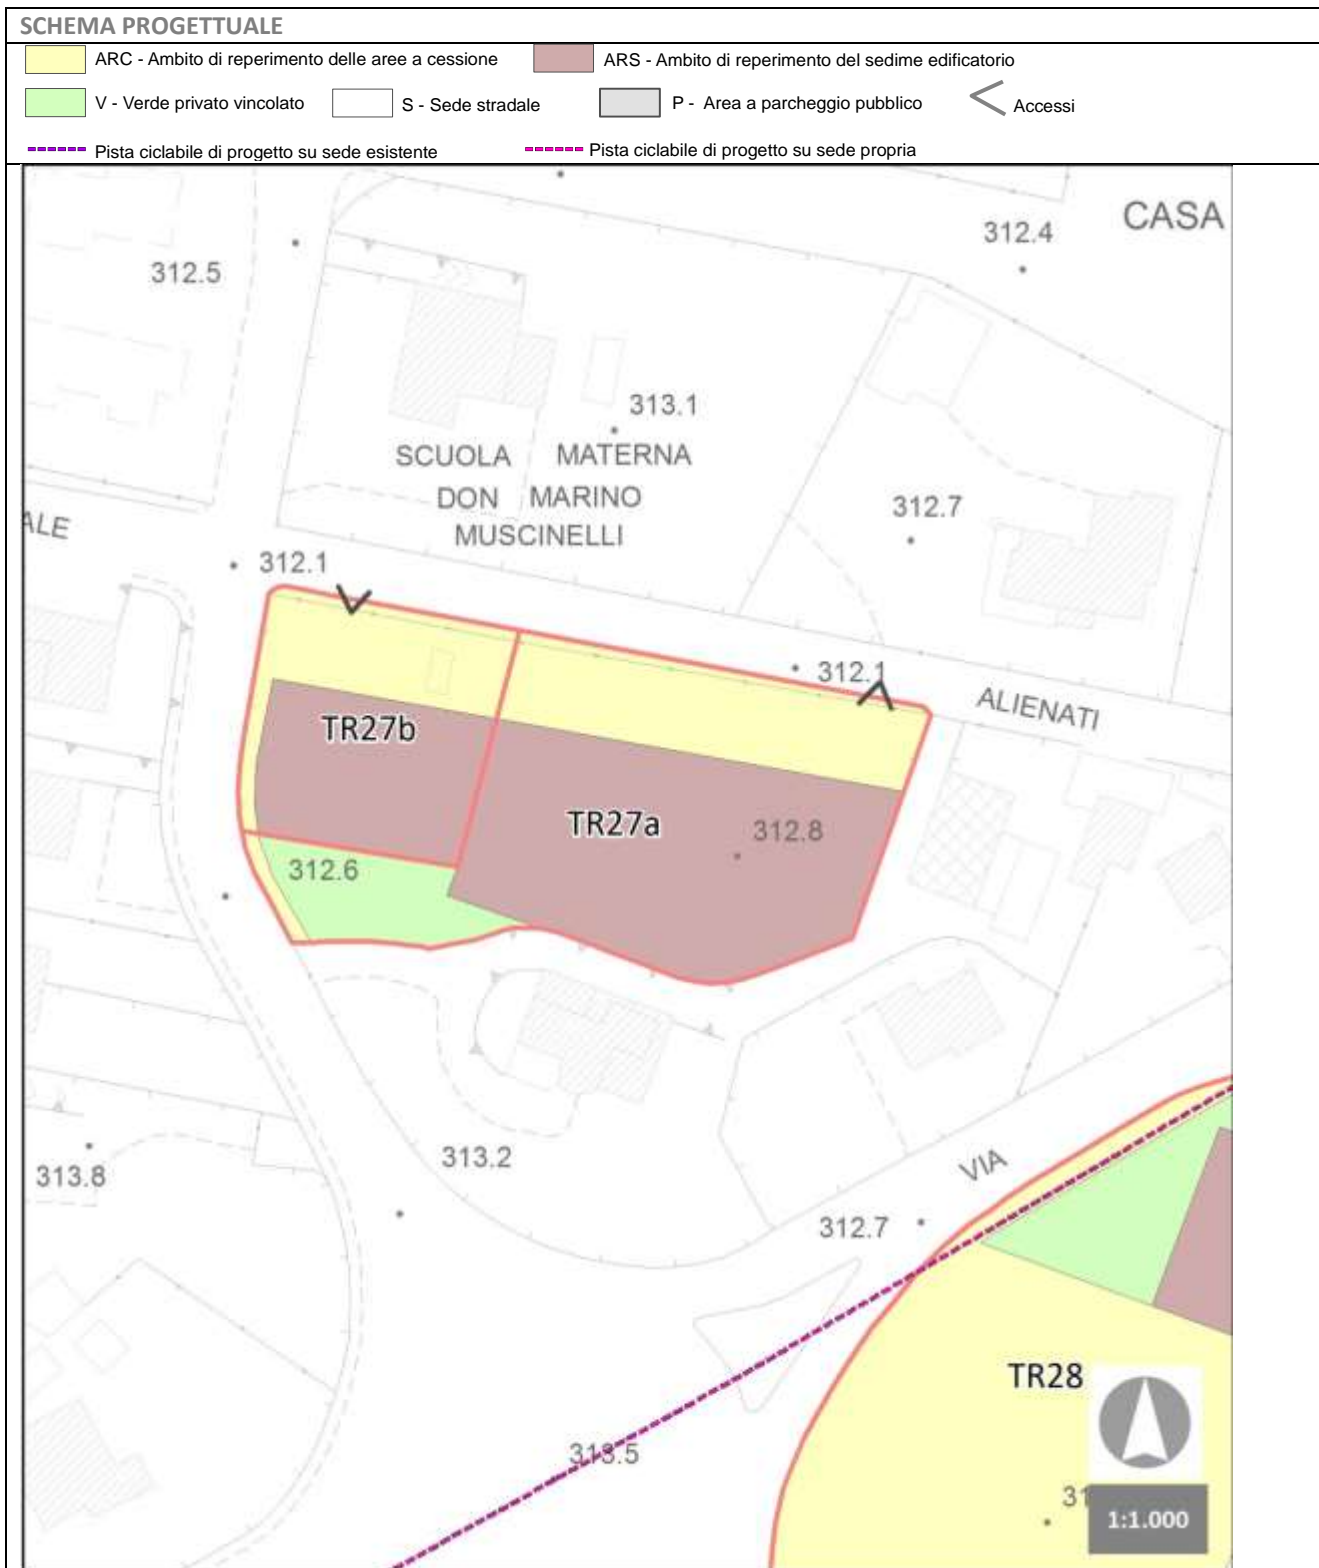 SCHEMA PROGETTUALE
ARC - Ambito di reperimento delle aree a cessione
ARS - Ambito di reperimento del sedime edificatorio
V - Verde privato vincolato
S - Sede stradale
P - Area a parcheggio pubblico
Accessi
Pista ciclabile di progetto su sede esistente
Pista ciclabile di progetto su sede propria
CASA
312.4
312.5
313.1
SCUOLA MATERNA
DON MARINO
MUSCINELLI
312.7
ALE
312.1
312.1
ALIENATI
TR27b
TR27a
312.8
312.6
313.2
VIA
313.8
312.7
TR28
313.5
31
1:1.000